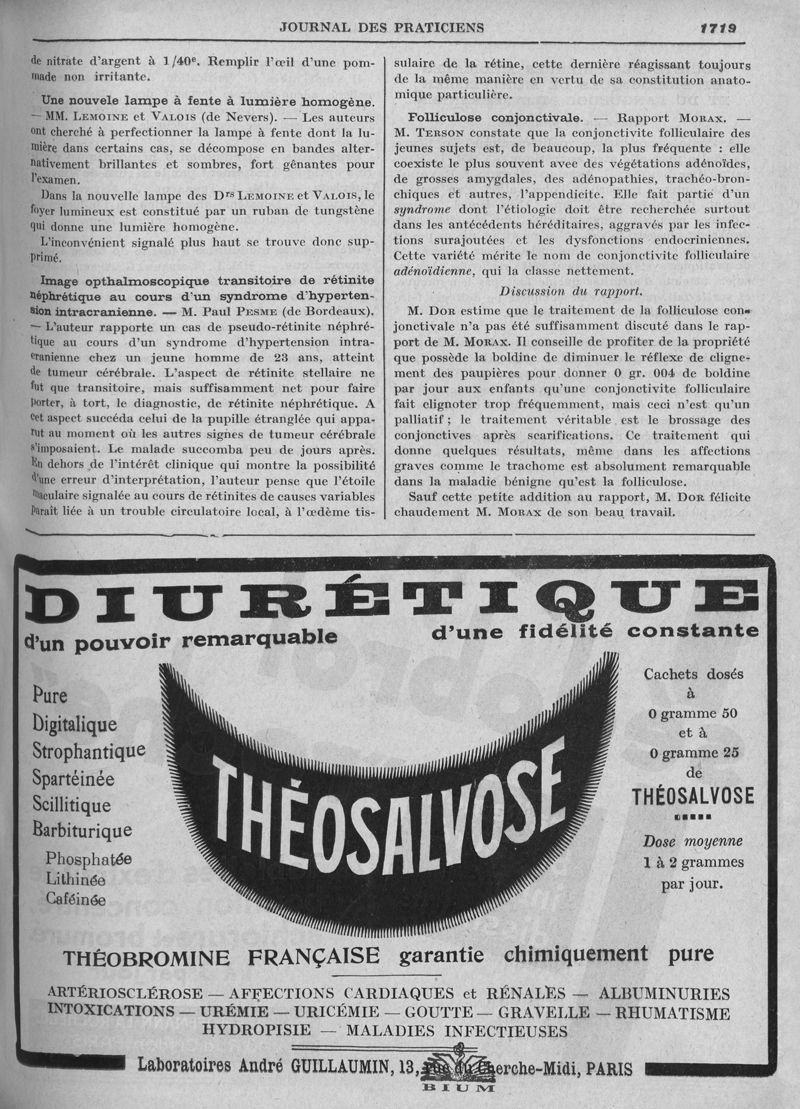 JOURNAL DES PRATICIENS 1719
de nitrate d'argent à 1/40e. Remplir l'œil d'une pom-
made non irritante.
Une nouvele lampe à fente à lumière homogène.
— MM. LEMOINE et VALOIS (de Nevers). — Les auteurs
ont cherché à perfectionner la lampe à fente dont la lu-
mière dans certains cas, se décompose en bandes alter-
nativement brillantes et sombres, fort gênantes pour
l'examen.
Dans la nouvelle lampe des Drs LEMOINE et VALOIS, le
foyer lumineux est constitué par un ruban de tungstène
qui donne une lumière homogène.
L'inconvénient signalé plus haut se trouve donc sup-
primé.
Image opthalmoscopique transitoire de rétinite
néphrétique au cours d'un syndrome d'hyperten-
sion intracranienne. — M. Paul PESME (de Bordeaux).
— L'auteur rapporte un cas de pseudo-rétinite néphré-
tique au cours d'un syndrome d'hypertension intra-
cranienne chez un jeune homme de 23 ans, atteint
de tumeur cérébrale. L'aspect de rétinite stellaire ne
fut que transitoire, mais suffisamment net pour faire
porter, à tort, le diagnostic, de rétinite néphrétique. A
cet aspect succéda celui de la pupille étranglée qui appa-
rut au moment où les autres signes de tumeur cérébrale
s'imposaient. Le malade succomba peu de jours après.
En dehors de l'intérêt clinique qui montre la possibilité
d'une erreur d'interprétation, l'auteur pense que l'étoile
maculaire signalée au cours de rétinites de causes variables
paraît liée à un trouble circulatoire local, à l'œdème tis-
sulaire de la rétine, cette dernière réagissant toujours
de la même manière en vertu de sa constitution anato-
mique particulière.
Folliculose conjonctivale. — Rapport MORAX. —
M. TERSON constate que la conjonctivite folliculaire des
jeunes sujets est, de beaucoup, la plus fréquente : elle
coexiste le plus souvent avec des végétations adénoïdes,
de grosses amygdales, des adénopathies, trachéo-bron-
chiques et autres, l'appendicite. Elle fait partie d'un
syndrome dont l'étiologie doit être recherchée surtout
dans les antécédents héréditaires, aggravés par les infec-
tions surajoutées et les dysfonctions endocriniennes.
Cette variété mérite le nom de conjonctivite folliculaire
adénoïdienne, qui la classe nettement.
Discussion du rapport.
M. DOR estime que le traitement de la folliculose con-
jonctivale n'a pas été suffisamment discuté dans le rap-
port de M. MORAX. Il conseille de profiter de la propriété
que possède la boldine de diminuer le réflexe de cligne-
ment des paupières pour donner 0 gr. 004 de boldine
par jour aux enfants qu'une conjonctivite folliculaire
fait clignoter trop fréquemment, mais ceci n'est qu'un
palliatif ; le traitement véritable est le brossage des
conjonctives après scarifications. Ce traitement qui
donne quelques résultats, même dans les affections
graves comme le trachome est absolument remarquable
dans la maladie bénigne qu'est la folliculose.
Sauf cette petite addition au rapport, M. DOR félicite
chaudement M. MORAX de son beau travail.
DIURÉTIQUE
d'un pouvoir remarquable d'une fidélité constante
Pure
Digitalique
Strophantique
Spartéinée
Scillitique
Barbiturique
Phosphatée
Lithinée
Caféinée
THÉOSALVOSE
Cachets dosés
à
0 gramme 50
et à
0 gramme 25
de
THÉOSALVOSE
Dose moyenne
1 à 2 grammes
par jour.
THÉOBROMINE FRANÇAISE garantie chimiquement pure
ARTÉRIOSCLÉROSE — AFFECTIONS CARDIAQUES et RÉNALES — ALBUMINURIES
INTOXICATIONS — URÉMIE — URICÉMIE — GOUTTE — GRAVELLE — RHUMATISME
HYDROPISIE — MALADIES INFECTIEUSES
Laboratoires André GUILLAUMIN, 13, rue du Cherche-Midi, PARIS
BIUM